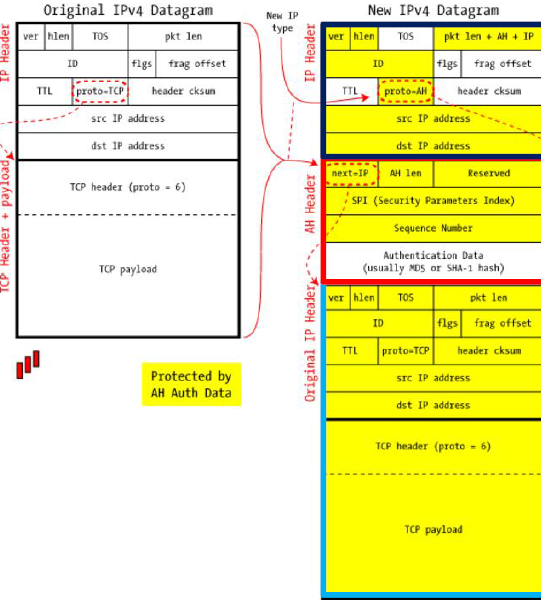 Original IPv4 Datagram
IP Header
ver hlen TOS pkt len
ID flgs frag offset
TTL proto=TCP header cksum
src IP address
dst IP address
TCP Header + payload
TCP header (proto = 6)
TCP payload
Protected by
AH Auth Data
New IP
type
New IPv4 Datagram
IP Header
ver hlen TOS pkt len + AH + IP
ID flgs frag offset
TTL proto=AH header cksum
src IP address
dst IP address
AH Header
next=IP AH len Reserved
SPI (Security Parameters Index)
Sequence Number
Authentication Data
(usually MD5 or SHA-1 hash)
Original IP Header
ver hlen TOS pkt len
ID flgs frag offset
TTL proto=TCP header cksum
src IP address
dst IP address
TCP header (proto = 6)
TCP payload